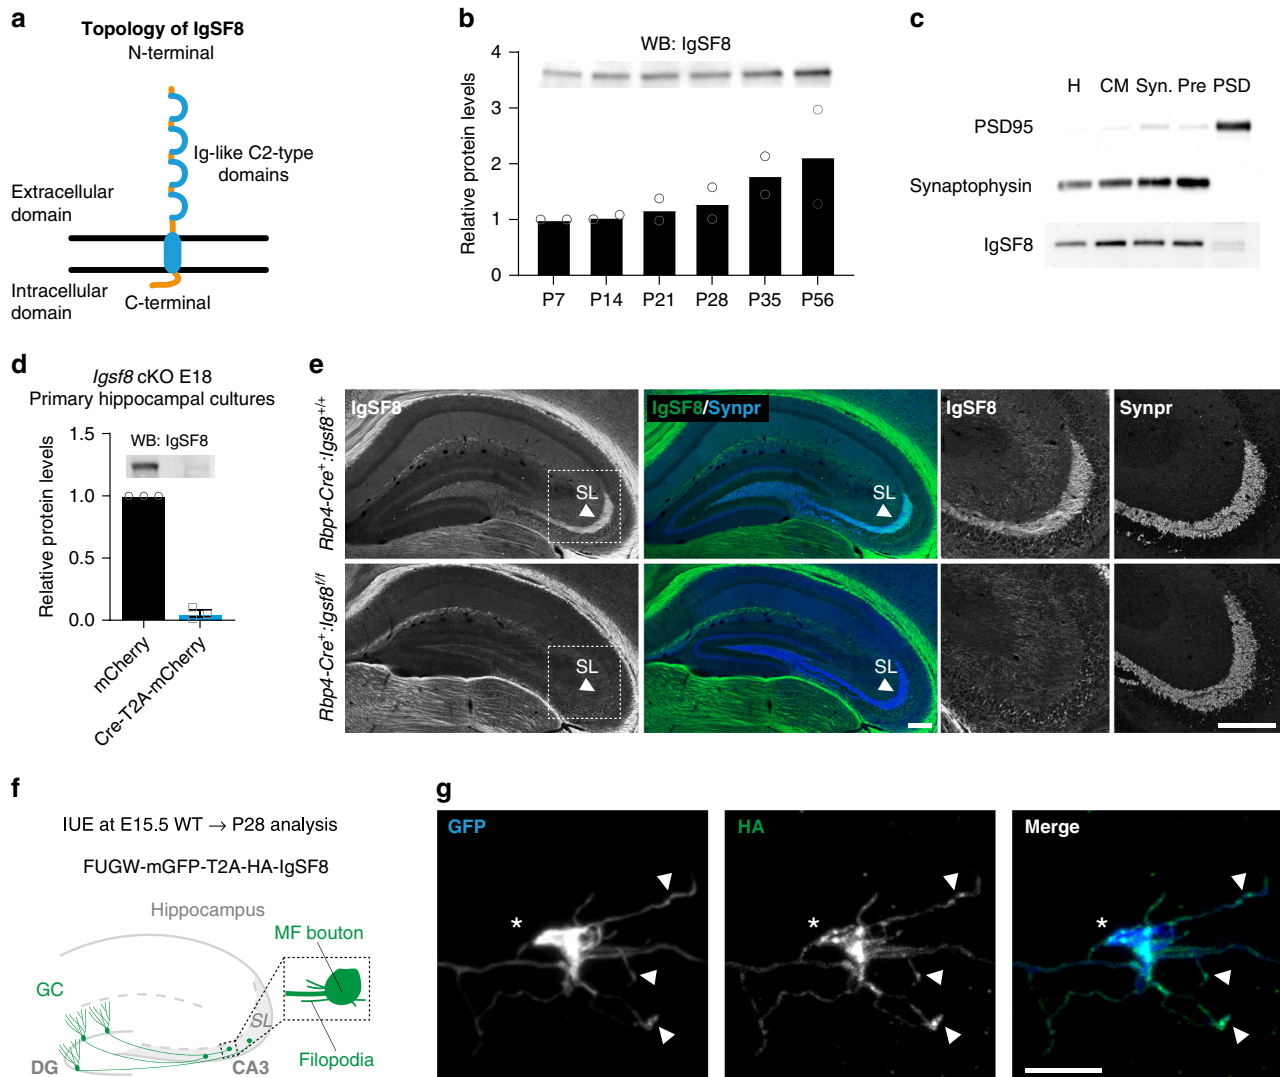 a
Topology of IgSF8
N-terminal
Ig-like C2-type
domains
Extracellular
domain
Intracellular
domain
C-terminal
b
WB: IgSF8
Relative protein levels
4
3
2
1
0
P7 P14 P21 P28 P35 P56
c
H CM Syn. Pre PSD
PSD95
Synaptophysin
IgSF8
d
Igsf8 cKO E18
Primary hippocampal cultures
WB: IgSF8
Relative protein levels
1.5
1.0
0.5
0.0
mCherry
Cre-T2A-mCherry
e
Rbp4-Cre+:Igsf8+/+
IgSF8
SL
IgSF8/Synpr
SL
IgSF8
Synpr
Rbp4-Cre+:Igsf8f/f
SL
SL
f
IUE at E15.5 WT → P28 analysis
FUGW-mGFP-T2A-HA-IgSF8
Hippocampus
MF bouton
GC
SL
Filopodia
DG
CA3
g
GFP
*
HA
*
Merge
*